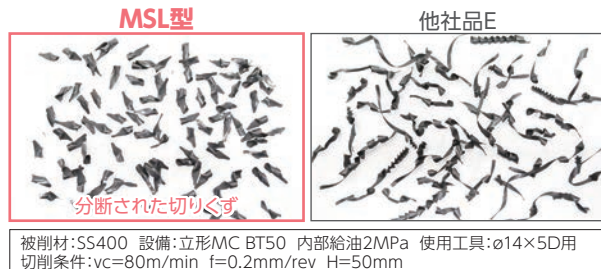 MSL型
他社品E
分断された切りくず
被削材:SS400 設備:立形MC BT50 内部給油2MPa 使用工具:ø14×5D用
切削条件:vc=80m/min f=0.2mm/rev H=50mm